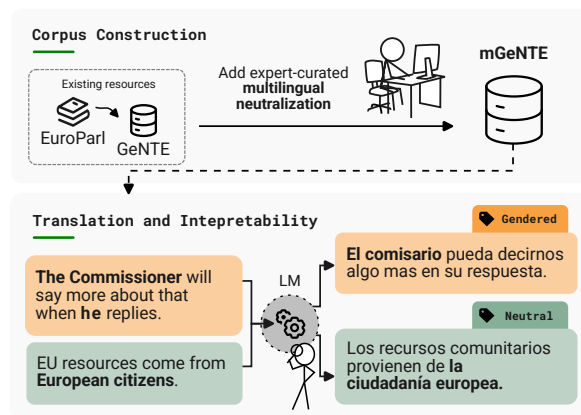 Corpus Construction
Existing resources
EuroParl
GeNTE
Add expert-curated
multilingual
neutralization
mGeNTE
Translation and Intepretability
The Commissioner will
say more about that
when he replies.
EU resources come from
European citizens.
LM
Gendered
El comisario pueda decirnos
algo mas en su respuesta.
Neutral
Los recursos comunitarios
provienen de la
ciudadanía europea.